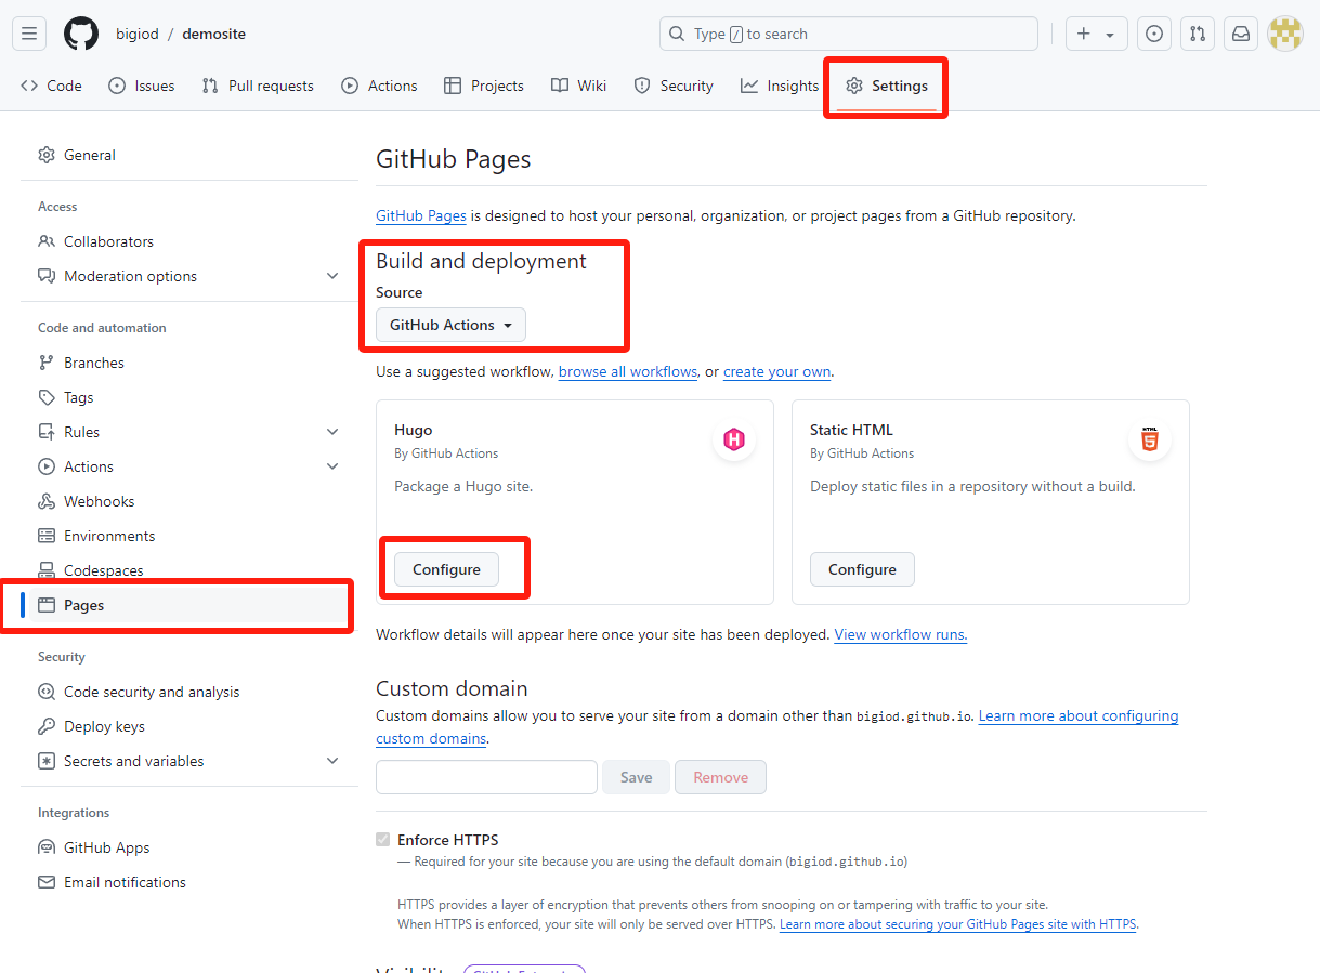 bigiod / demosite
Type / to search
Code Issues Pull requests Actions Projects Wiki Security Insights Settings
General
Access
Collaborators
Moderation options
Code and automation
Branches
Tags
Rules
Actions
Webhooks
Environments
Codespaces
Pages
Security
Code security and analysis
Deploy keys
Secrets and variables
Integrations
GitHub Apps
Email notifications
GitHub Pages
GitHub Pages is designed to host your personal, organization, or project pages from a GitHub repository.
Build and deployment
Source
GitHub Actions
Use a suggested workflow, browse all workflows, or create your own.
Hugo
By GitHub Actions
Package a Hugo site.
Configure
Static HTML
By GitHub Actions
Deploy static files in a repository without a build.
Configure
HTML
5
Workflow details will appear here once your site has been deployed. View workflow runs.
Custom domain
Custom domains allow you to serve your site from a domain other than bigiod.github.io. Learn more about configuring
custom domains.
Save Remove
Enforce HTTPS
— Required for your site because you are using the default domain (bigiod.github.io)
HTTPS provides a layer of encryption that prevents others from snooping on or tampering with traffic to your site.
When HTTPS is enforced, your site will only be served over HTTPS. Learn more about securing your GitHub Pages site with HTTPS.